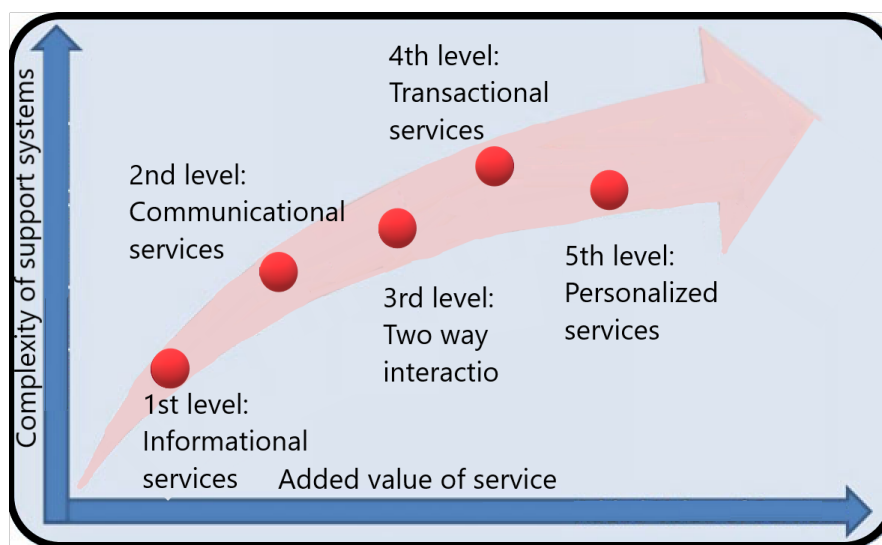 Complexity of support systems
4th level:
Transactional
services
2nd level:
Communicational
services
3rd level:
Two way
interactio
5th level:
Personalized
services
1st level:
Informational
services
Added value of service